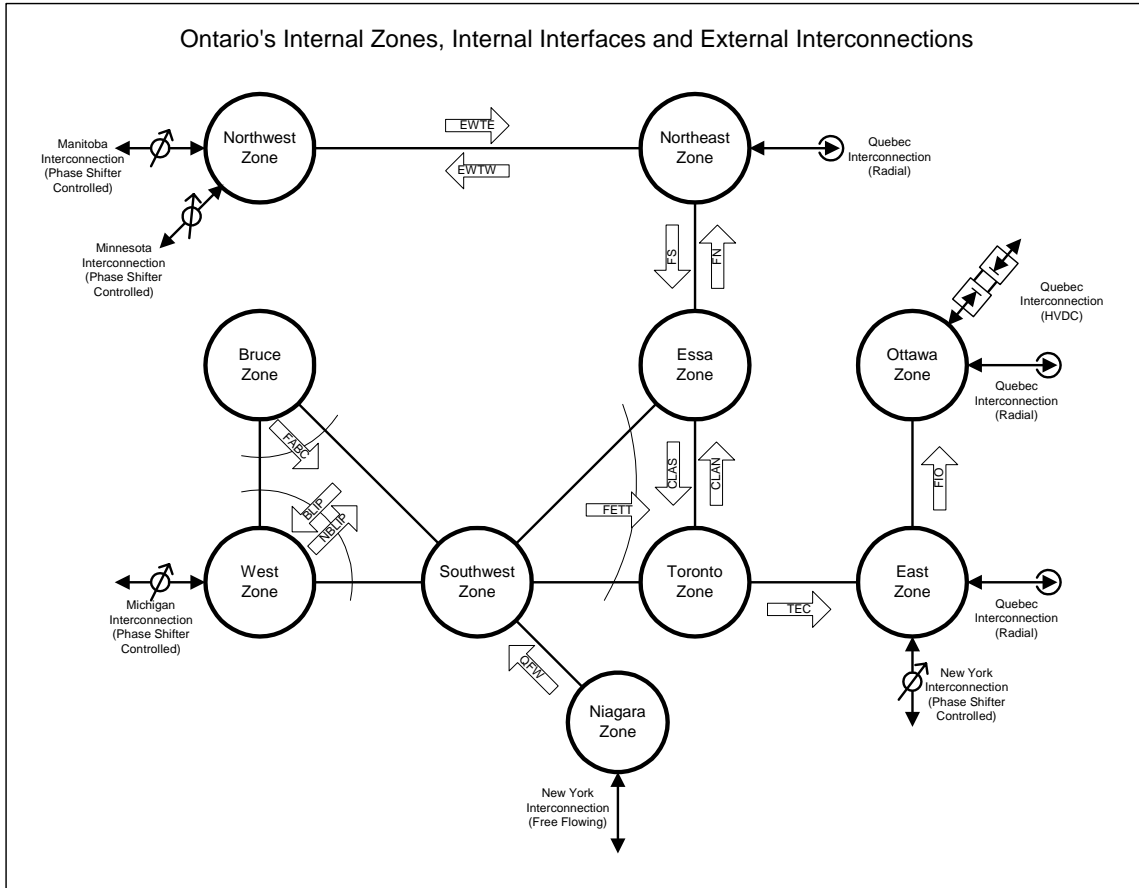 Ontario's Internal Zones, Internal Interfaces and External Interconnections
Manitoba
Interconnection
(Phase Shifter
Controlled)
Northwest
Zone
EWTE
EWTW
Northeast
Zone
Quebec
Interconnection
(Radial)
Minnesota
Interconnection
(Phase Shifter
Controlled)
FS
FN
Quebec
Interconnection
(HVDC)
Bruce
Zone
Essa
Zone
Ottawa
Zone
Quebec
Interconnection
(Radial)
FABC
CLAS
CLAN
FIO
BLIP
NBLIP
FETT
West
Zone
Southwest
Zone
Toronto
Zone
East
Zone
Michigan
Interconnection
(Phase Shifter
Controlled)
TEC
Quebec
Interconnection
(Radial)
QFW
Niagara
Zone
New York
Interconnection
(Phase Shifter
Controlled)
New York
Interconnection
(Free Flowing)